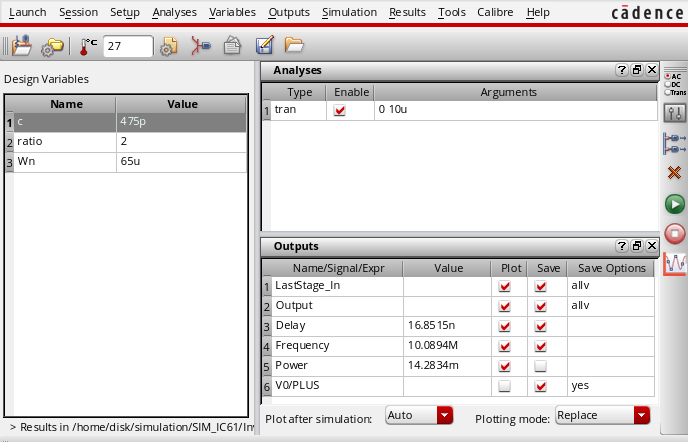 Launch Session Setup Analyses Variables Outputs Simulation Results Tools Calibre Help cādence
27
AC
DC
Trans
Design Variables
Name Value
1 c 475p
2 ratio 2
3 Wn 65u
> Results in /home/disk/simulation/SIM_IC61/In
Analyses
Type Enable Arguments
1 tran 0 10u
Outputs
Name/Signal/Expr Value Plot Save Save Options
1 LastStage_In allv
2 Output allv
3 Delay 16.8515n
4 Frequency 10.0894M
5 Power 14.2834m
6 V0/PLUS yes
Plot after simulation: Auto Plotting mode: Replace